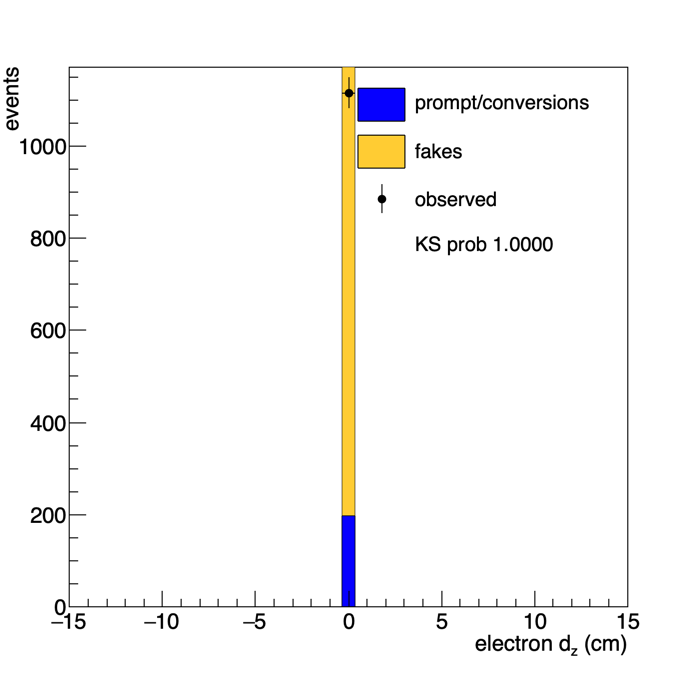 events
prompt/conversions
fakes
observed
KS prob 1.0000
1000
800
600
400
200
0
−15 −10 −5 0 5 10 15
electron d_z (cm)